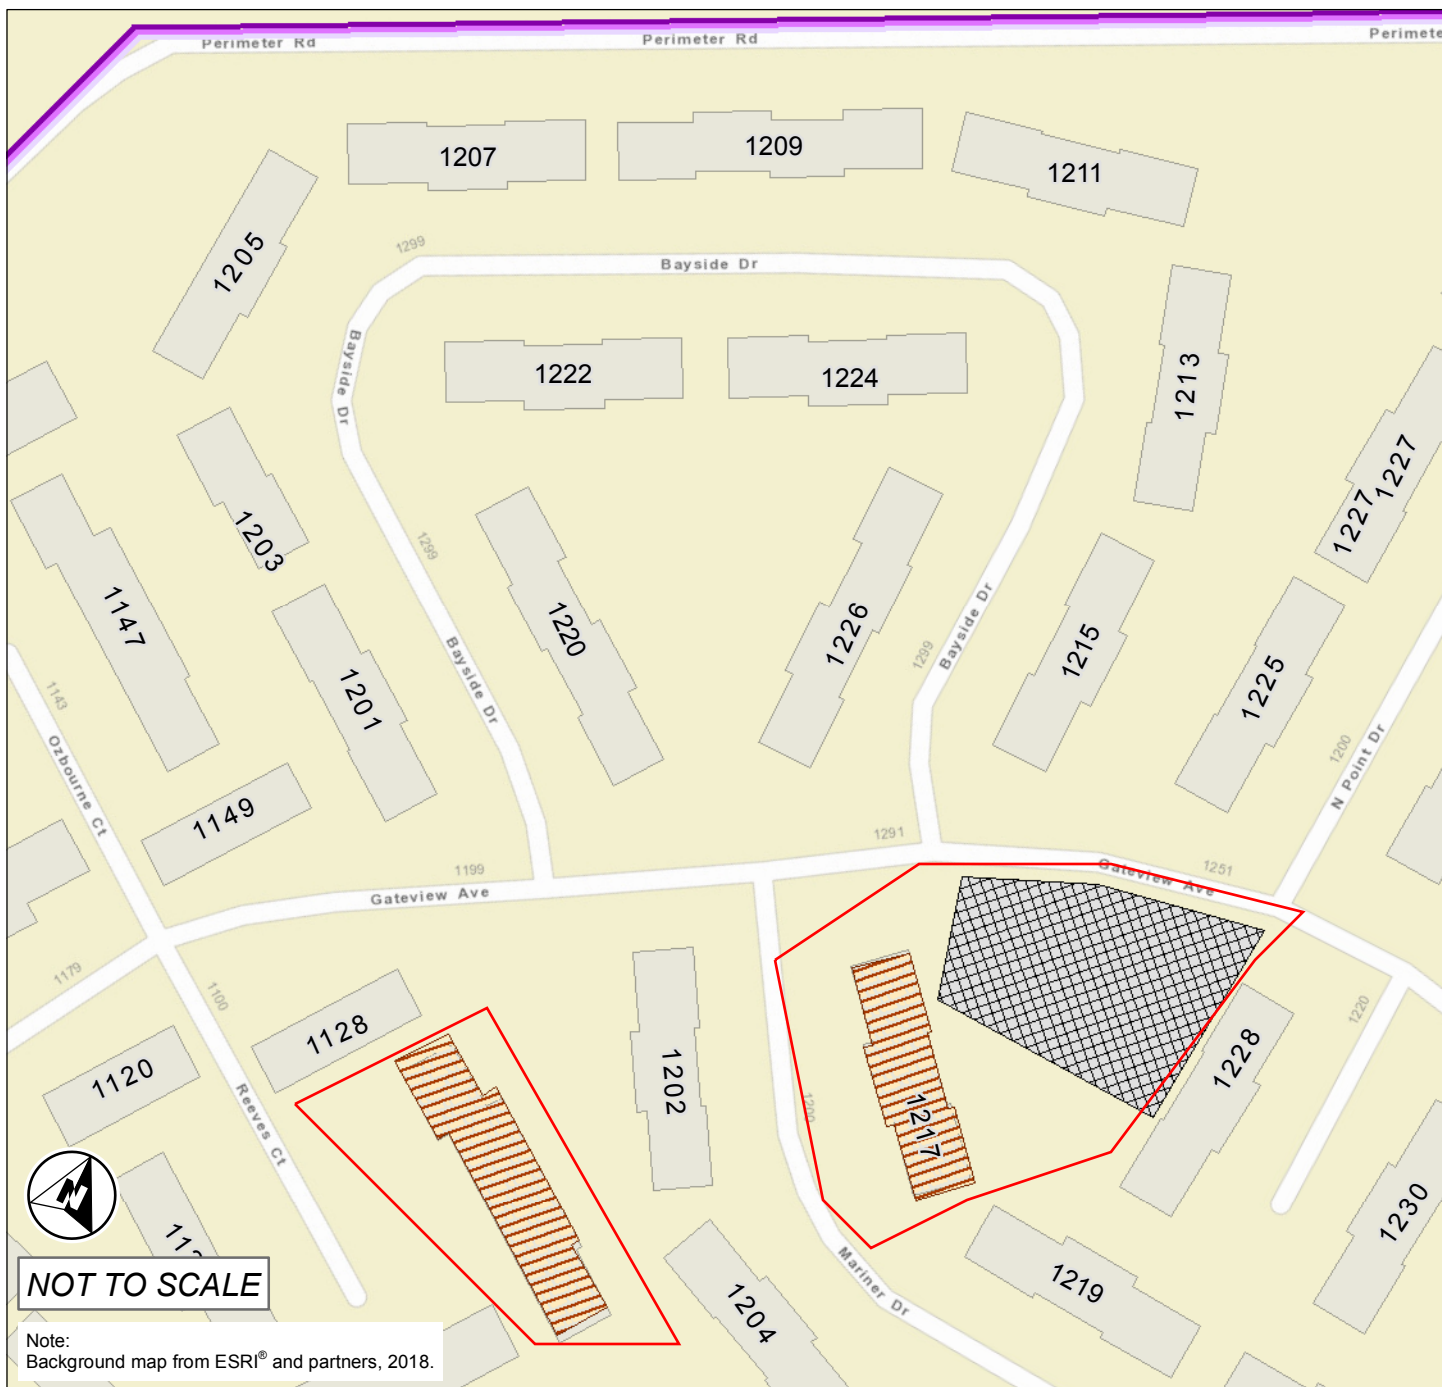 Perimeter Rd
Perimeter Rd
Perimete
1207
1209
1211
1205
1299
Bayside Dr
1213
Bayside Dr
1222
1224
1227
1227
1203
1299
1147
1220
1226
1215
1225
1299
Bayside Dr
Bayside Dr
1201
1143
Ozbourne Ct
1200
N Point Dr
1149
1291
1199
Gateview Ave
1251
Gateview Ave
1179
1100
1220
1128
1120
1202
1200
1217
1228
Reeves Ct
N
1230
1219
Mariner Dr
1204
NOT TO SCALE
Note:
Background map from ESRI® and partners, 2018.